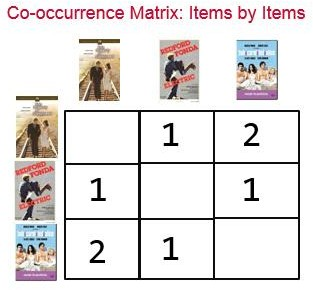 Co-occurrence Matrix: Items by Items
REDFORD
FONDA
ELECTRIC
1 2
REDFORD
FONDA
ELECTRIC
1 1
2 1